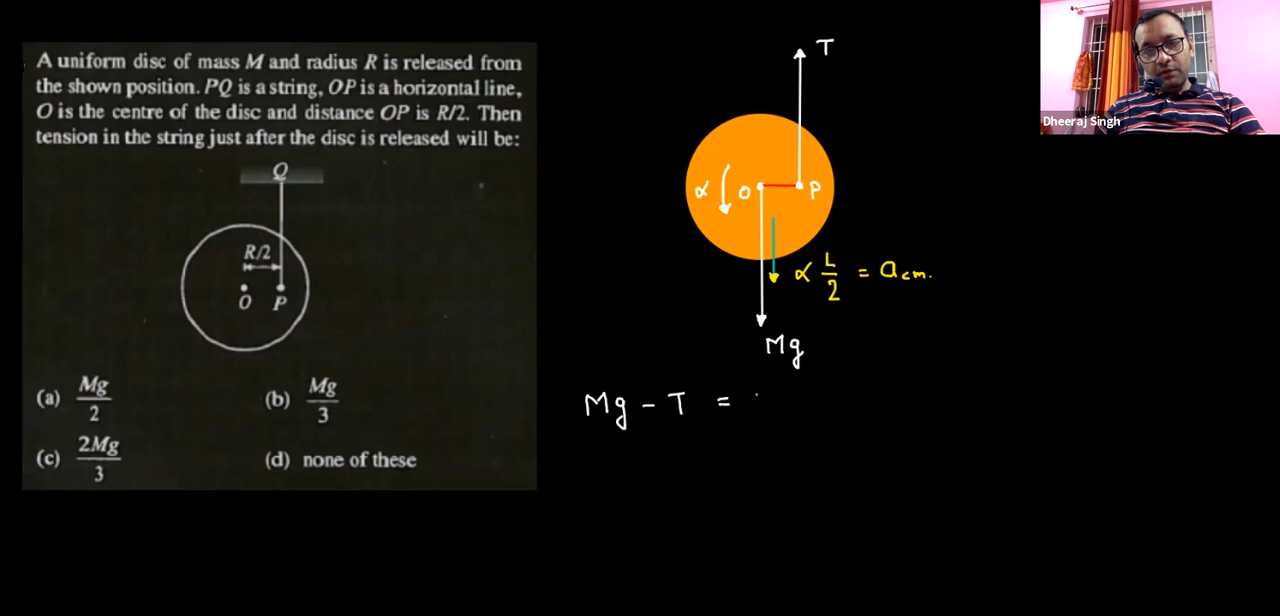 A uniform disc of mass M and radius R is released from
the shown position. PQ is a string, OP is a horizontal line,
O is the centre of the disc and distance OP is R/2. Then
tension in the string just after the disc is released will be:
Q
R/2
O P
(a) Mg/2
(b) Mg/3
(c) 2Mg/3
(d) none of these
T
α O P
α L/2 = a cm.
Mg
Mg - T =
Dheeraj Singh